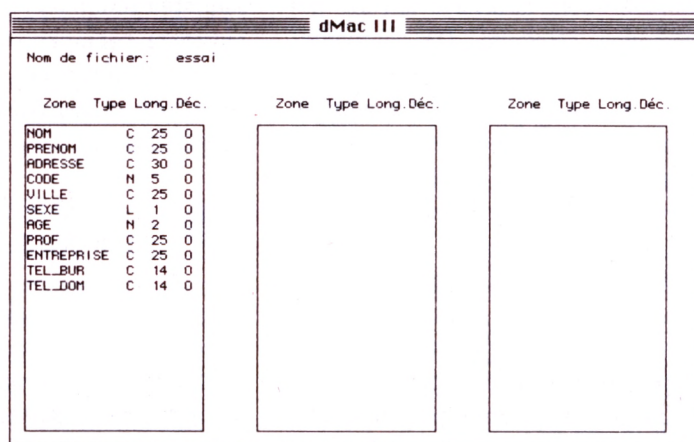 dMac III
Nom de fichier: essai
Zone Type Long.Déc. Zone Type Long.Déc. Zone Type Long.Déc.
NOM C 25 0
PRENOM C 25 0
ADRESSE C 30 0
CODE N 5 0
VILLE C 25 0
SEXE L 1 0
AGE N 2 0
PROF C 25 0
ENTREPRISE C 25 0
TEL_BUR C 14 0
TEL_DOM C 14 0